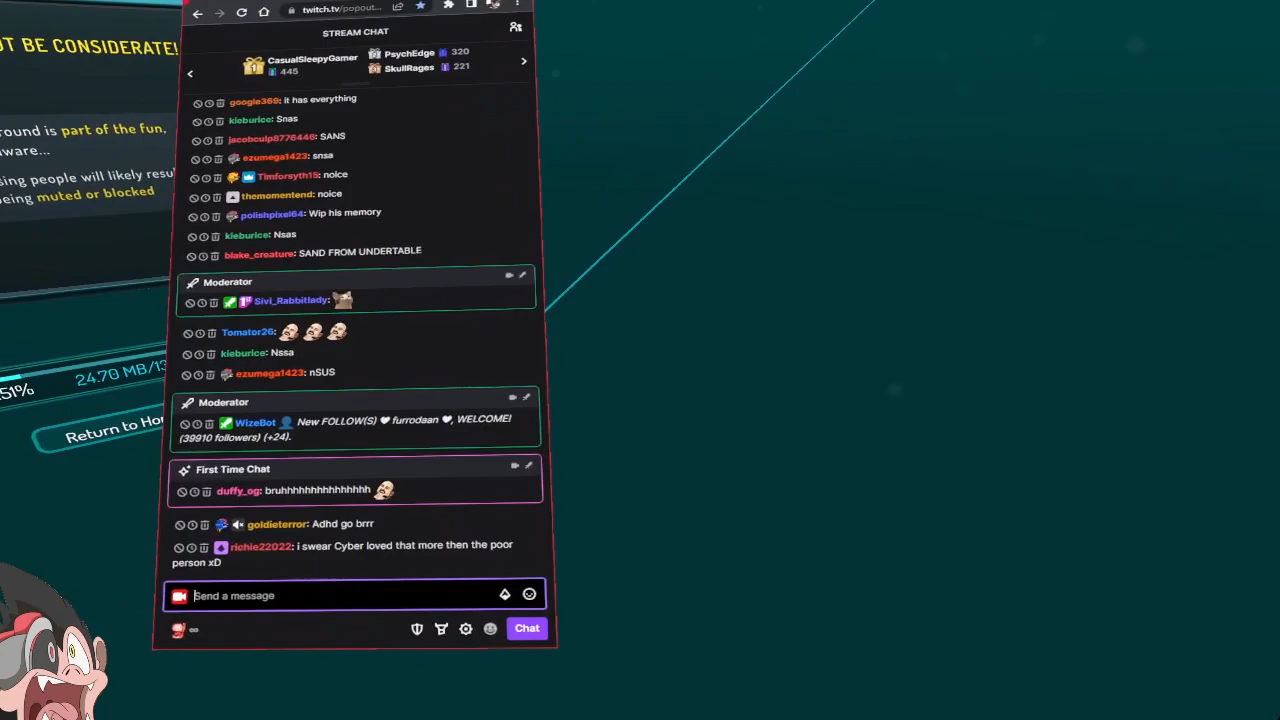 OT BE CONSIDERATE!
round is part of the fun,
ware...
sing people will likely resul
being muted or blocked
51%
24.70 MB/13
Return to Hom
twitch.tv/popout...
STREAM CHAT
CasualSleepyGamer
445
PsychEdge 320
SkullRages 221
google369: it has everything
kieburice: Snas
jacobculp8776446: SANS
ezumega1423: snsa
Timforsyth15: noice
themomentend: noice
polishpixel64: Wip his memory
kieburice: Nsas
blake_creature: SAND FROM UNDERTABLE
Moderator
Sivi_Rabbitlady:
Tomator26:
kieburice: Nssa
ezumega1423: nSUS
Moderator
WizeBot New FOLLOW(S) ❤ furrodaan ❤, WELCOME!
(39910 followers) (+24).
First Time Chat
duffy_og: bruhhhhhhhhhhhhhhh
goldieterror: Adhd go brrr
richie22022: i swear Cyber loved that more then the poor
person xD
Send a message
∞
Chat